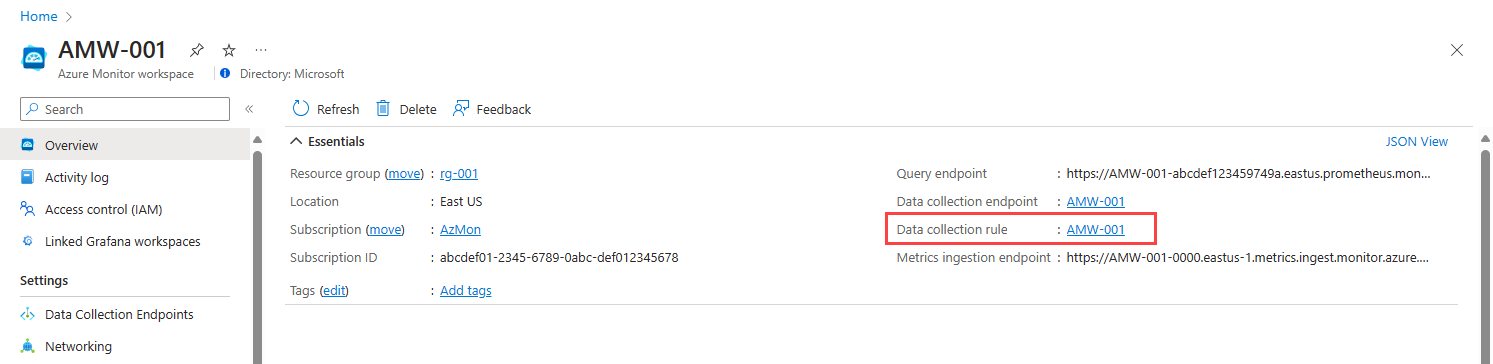 Home >
AMW-001 ...
Azure Monitor workspace
Directory: Microsoft
Search
«
Refresh
Delete
Feedback
Overview
Activity log
Access control (IAM)
Linked Grafana workspaces
Settings
Data Collection Endpoints
Networking
Essentials
JSON View
Resource group (move) : rg-001
Location : East US
Subscription (move) : AzMon
Subscription ID : abcdef01-2345-6789-0abc-def012345678
Tags (edit) : Add tags
Query endpoint : https://AMW-001-abcdef123459749a.eastus.prometheus.mon...
Data collection endpoint : AMW-001
Data collection rule : AMW-001
Metrics ingestion endpoint : https://AMW-001-0000.eastus-1.metrics.ingest.monitor.azure....